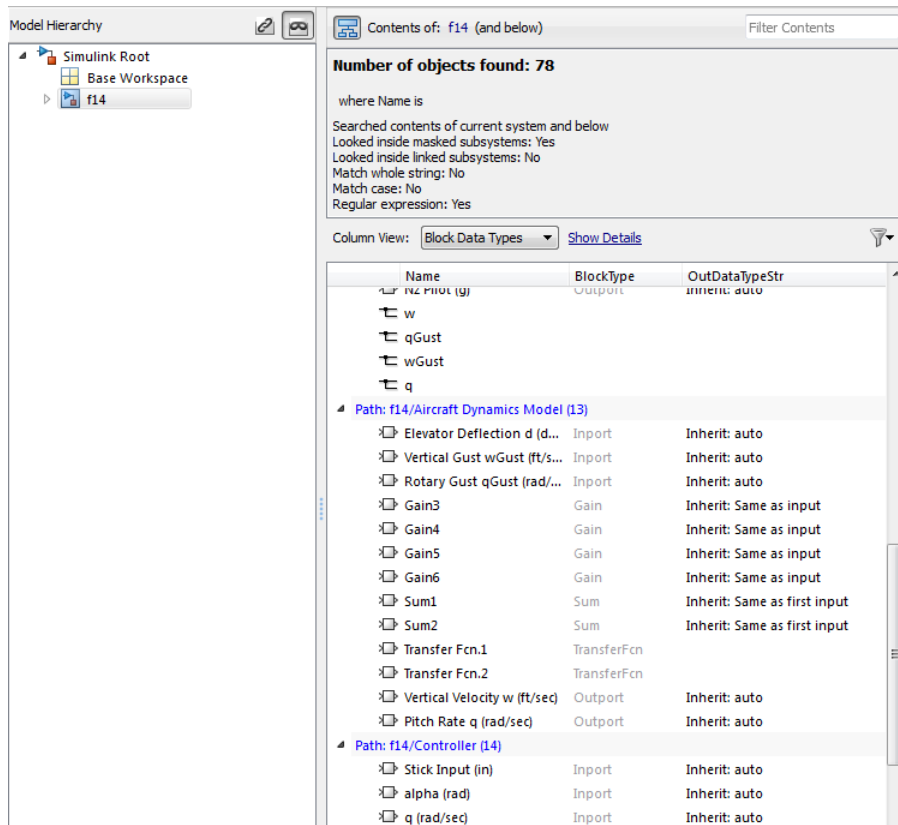 Model Hierarchy
Simulink Root
Base Workspace
f14
Contents of: f14 (and below)
Filter Contents
Number of objects found: 78
where Name is
Searched contents of current system and below
Looked inside masked subsystems: Yes
Looked inside linked subsystems: No
Match whole string: No
Match case: No
Regular expression: Yes
Column View: Block Data Types Show Details
Name BlockType OutDataTypeStr
Nz Pilot (g) Outport Inherit: auto
w
qGust
wGust
q
Path: f14/Aircraft Dynamics Model (13)
Elevator Deflection d (d... Inport Inherit: auto
Vertical Gust wGust (ft/s... Inport Inherit: auto
Rotary Gust qGust (rad/... Inport Inherit: auto
Gain3 Gain Inherit: Same as input
Gain4 Gain Inherit: Same as input
Gain5 Gain Inherit: Same as input
Gain6 Gain Inherit: Same as input
Sum1 Sum Inherit: Same as first input
Sum2 Sum Inherit: Same as first input
Transfer Fcn.1 TransferFcn
Transfer Fcn.2 TransferFcn
Vertical Velocity w (ft/sec) Outport Inherit: auto
Pitch Rate q (rad/sec) Outport Inherit: auto
Path: f14/Controller (14)
Stick Input (in) Inport Inherit: auto
alpha (rad) Inport Inherit: auto
q (rad/sec) Inport Inherit: auto